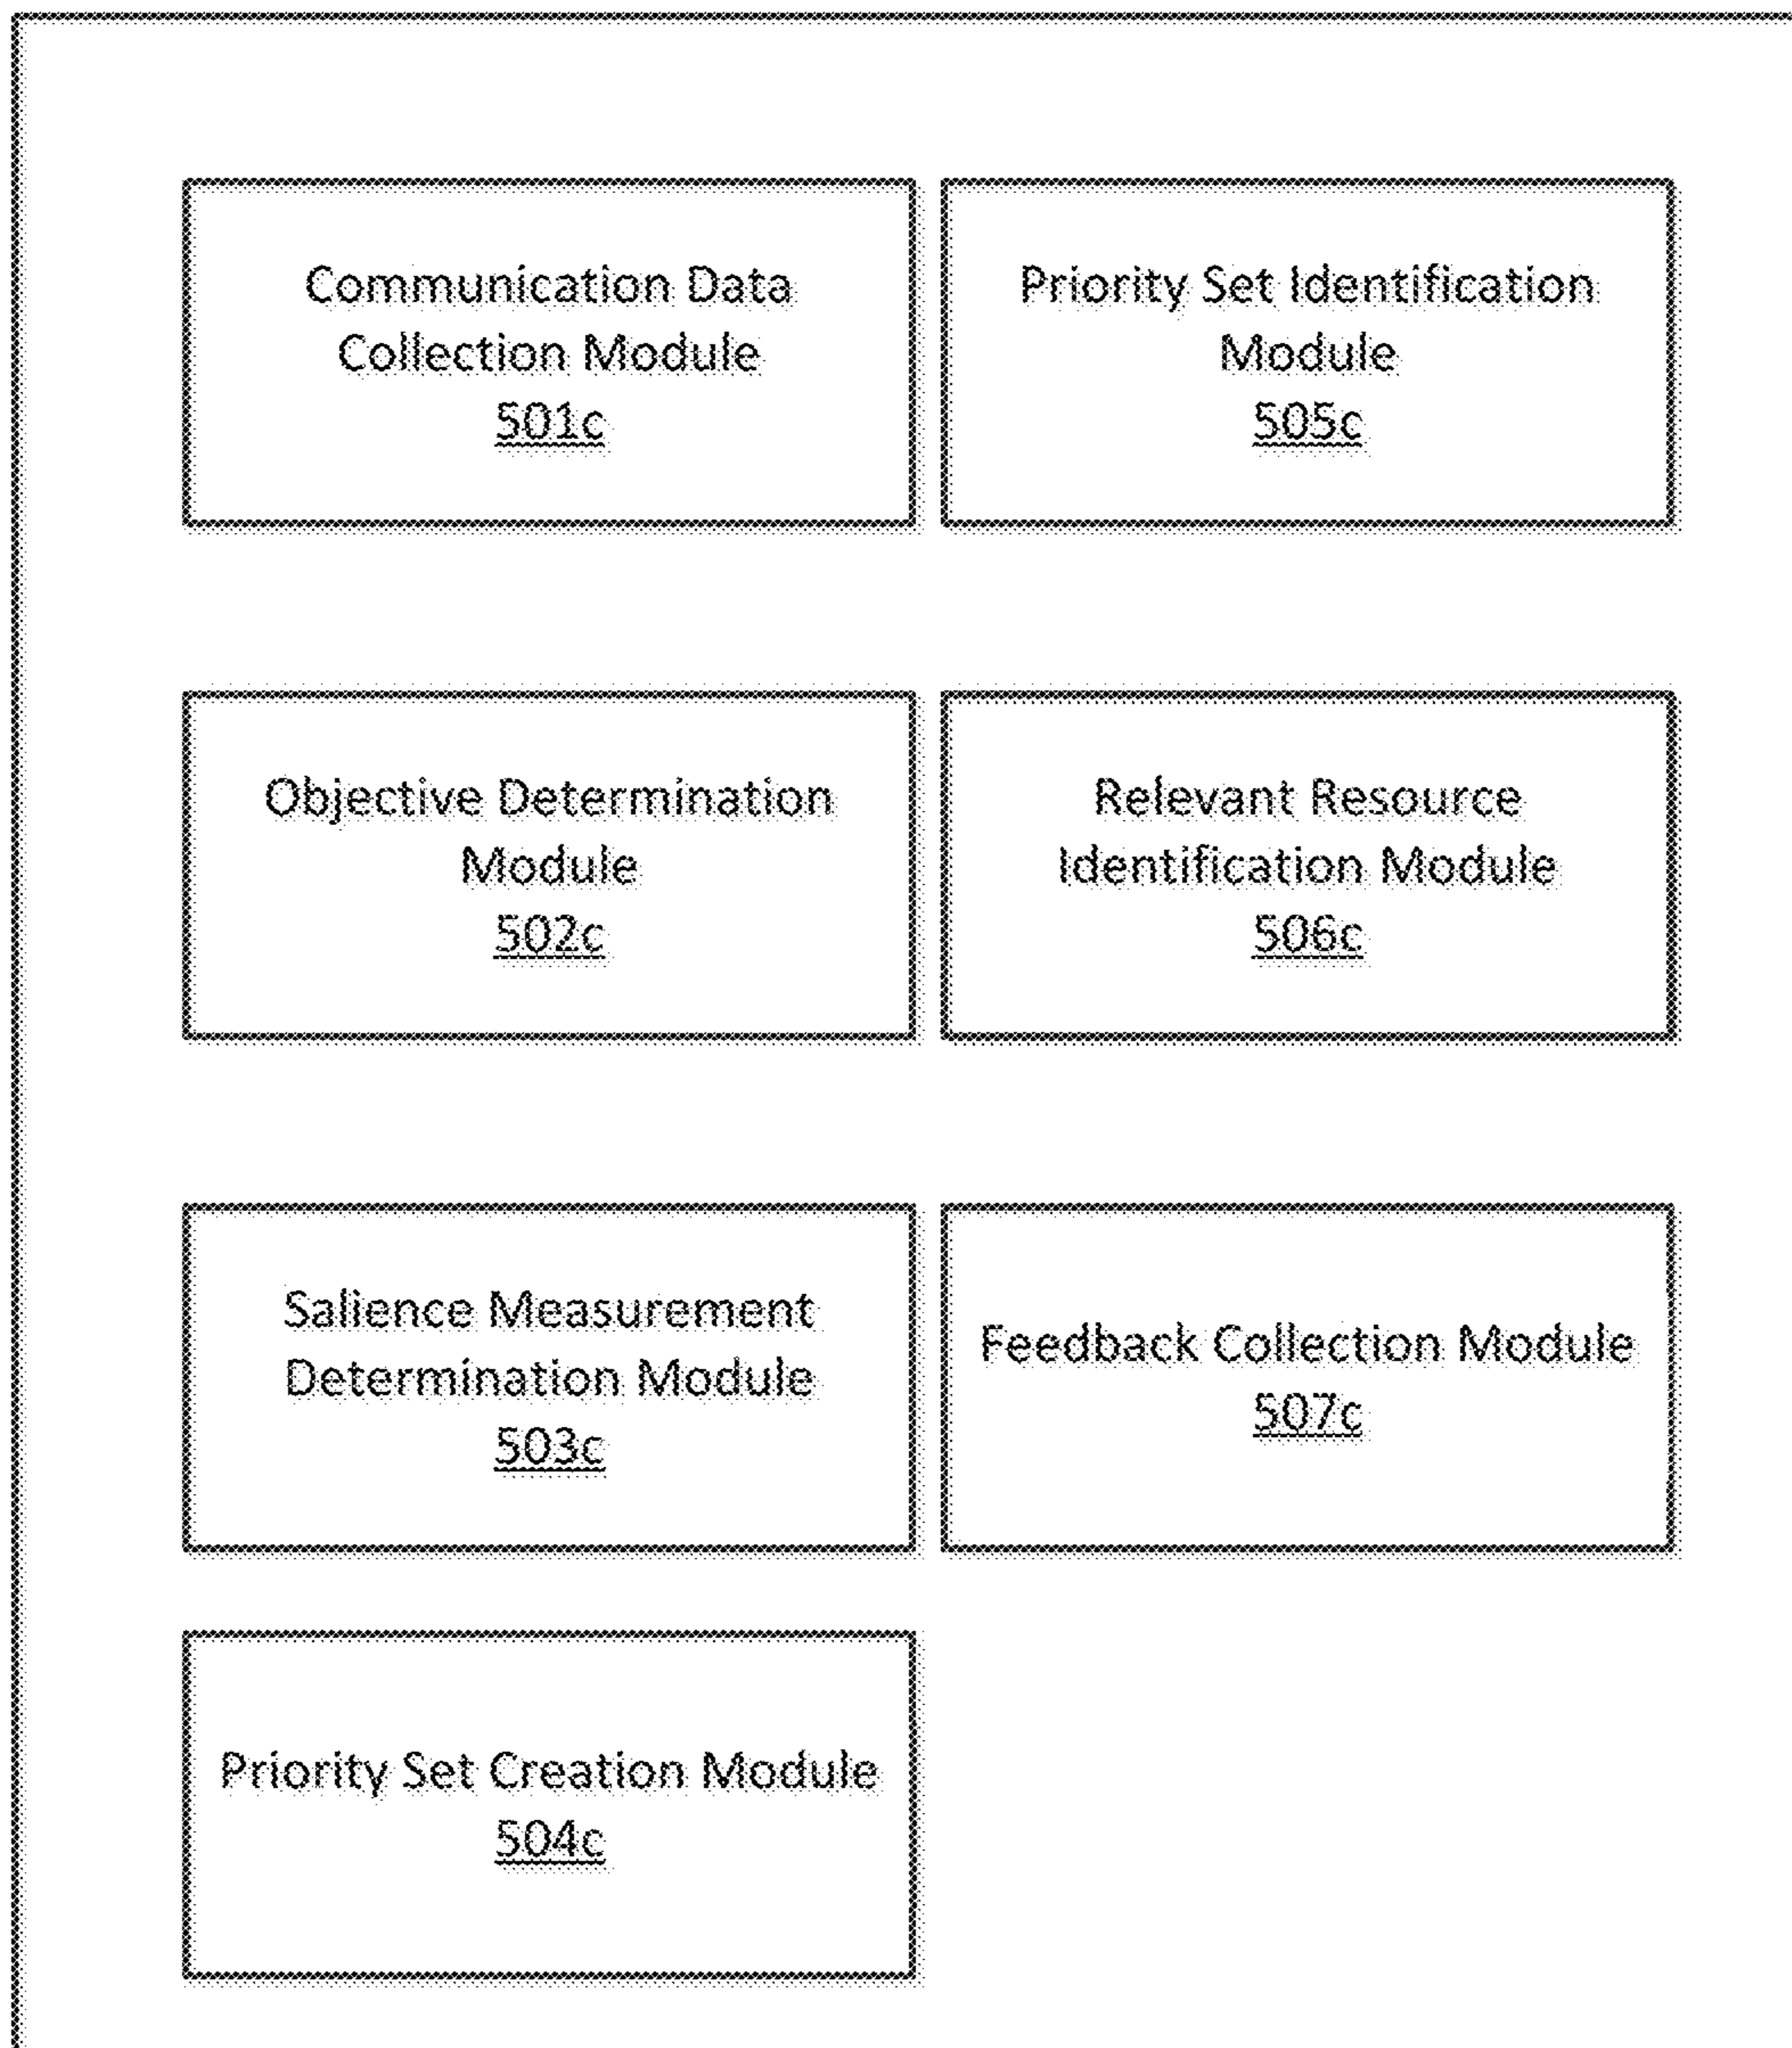 Communication Data
Collection Module
501c
Priority Set Identification
Module
505c
Objective Determination
Module
502c
Relevant Resource
Identification Module
506c
Salience Measurement
Determination Module
503c
Feedback Collection Module
507c
Priority Set Creation Module
504c